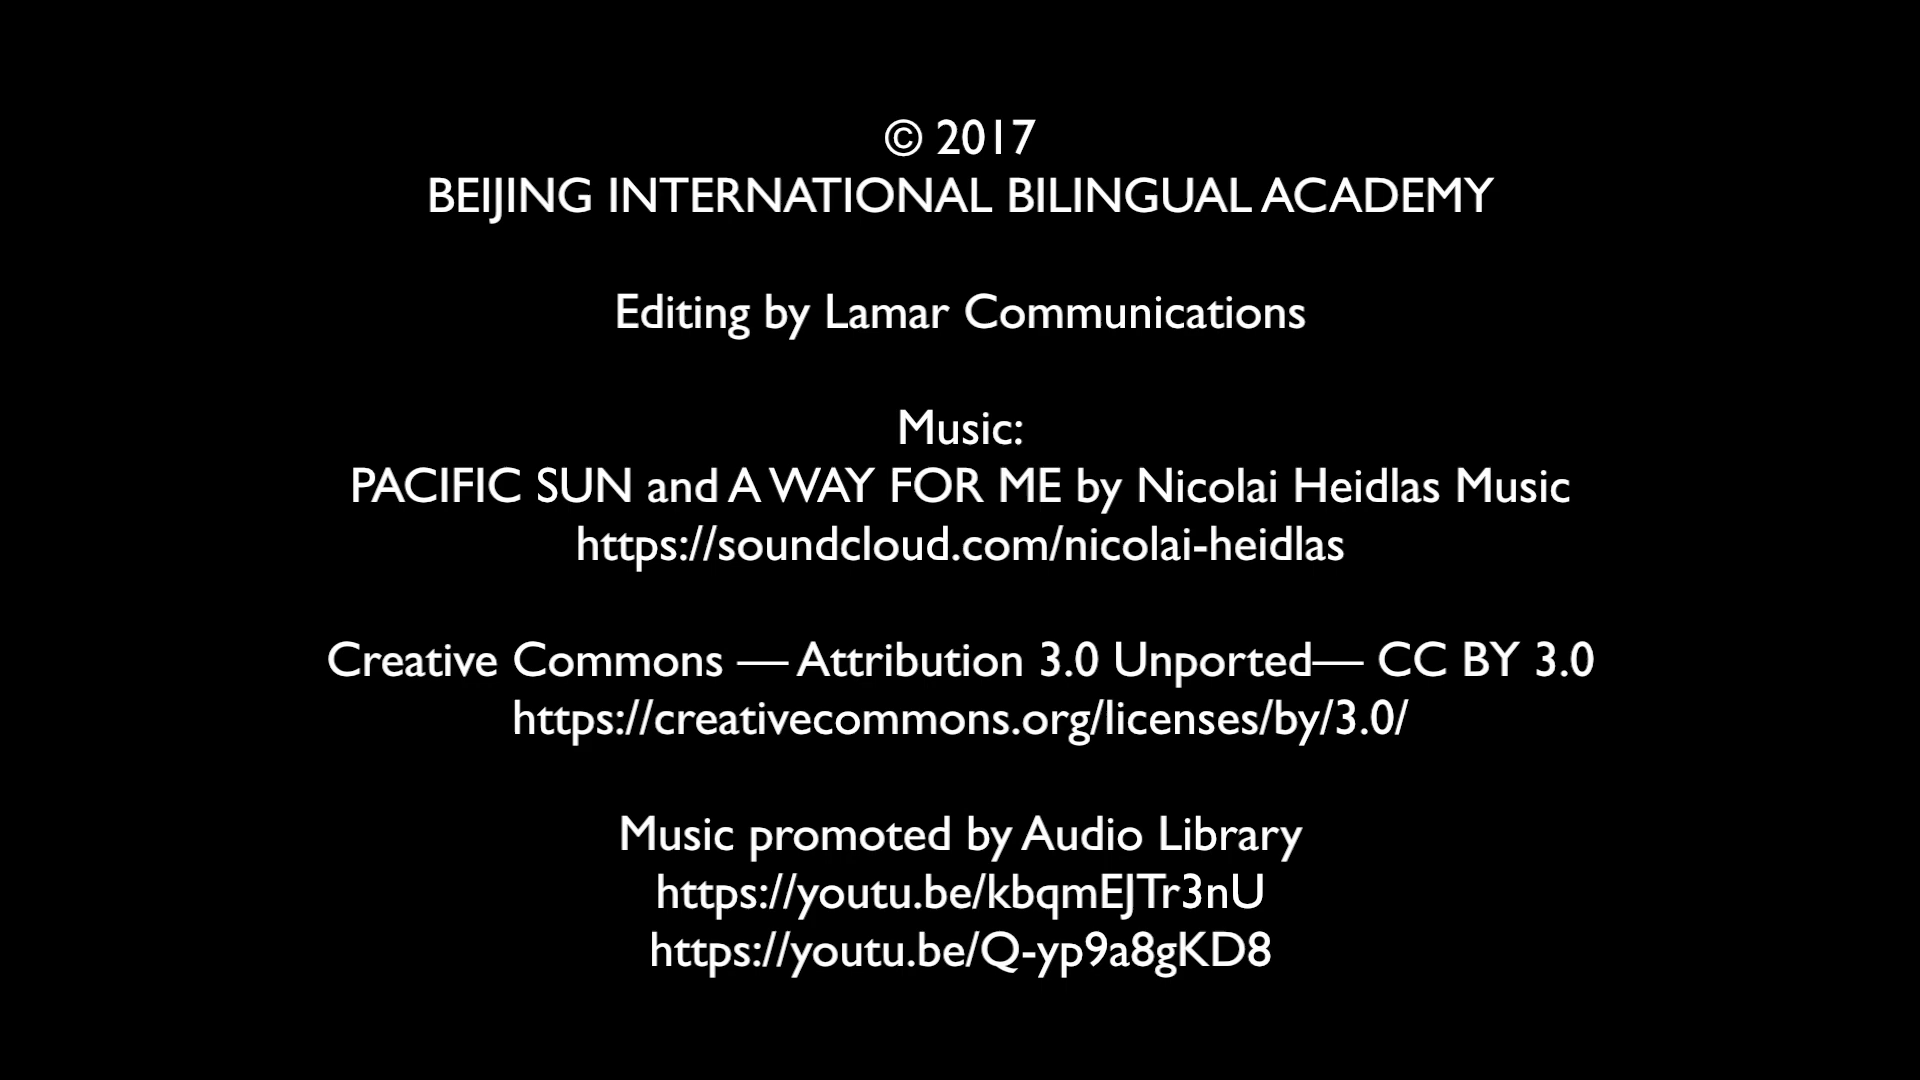 © 2017
BEIJING INTERNATIONAL BILINGUAL ACADEMY
Editing by Lamar Communications
Music:
PACIFIC SUN and A WAY FOR ME by Nicolai Heidlas Music
https://soundcloud.com/nicolai-heidlas
Creative Commons — Attribution 3.0 Unported— CC BY 3.0
https://creativecommons.org/licenses/by/3.0/
Music promoted by Audio Library
https://youtu.be/kbqmEJTr3nU
https://youtu.be/Q-yp9a8gKD8